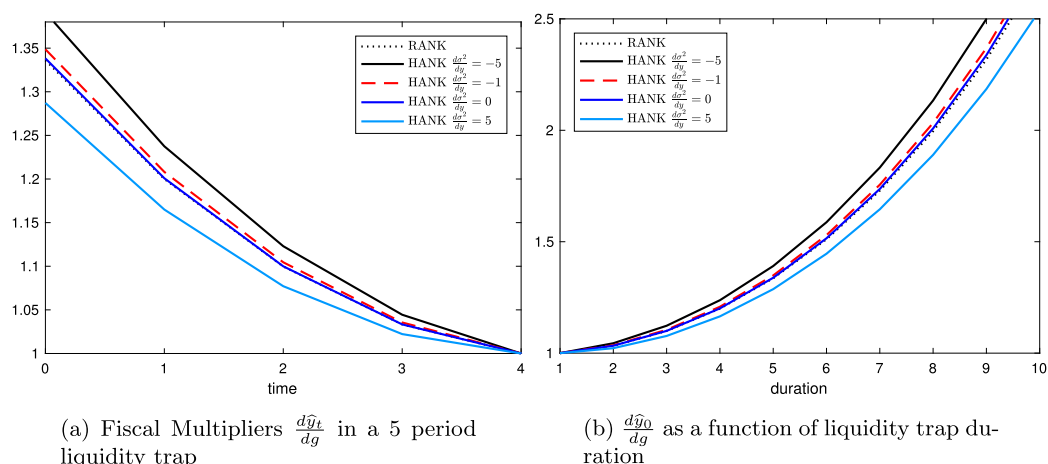 1.35
1.3
1.25
1.2
1.15
1.1
1.05
1
0 1 2 3 4
time
RANK
HANK dσ²/dy = −5
HANK dσ²/dy = −1
HANK dσ²/dy = 0
HANK dσ²/dy = 5
2.5
2
1.5
1
1 2 3 4 5 6 7 8 9 10
duration
RANK
HANK dσ²/dy = −5
HANK dσ²/dy = −1
HANK dσ²/dy = 0
HANK dσ²/dy = 5
(a) Fiscal Multipliers dŷₜ/dg in a 5 period
liquidity trap
(b) dŷ₀/dg as a function of liquidity trap du-
ration